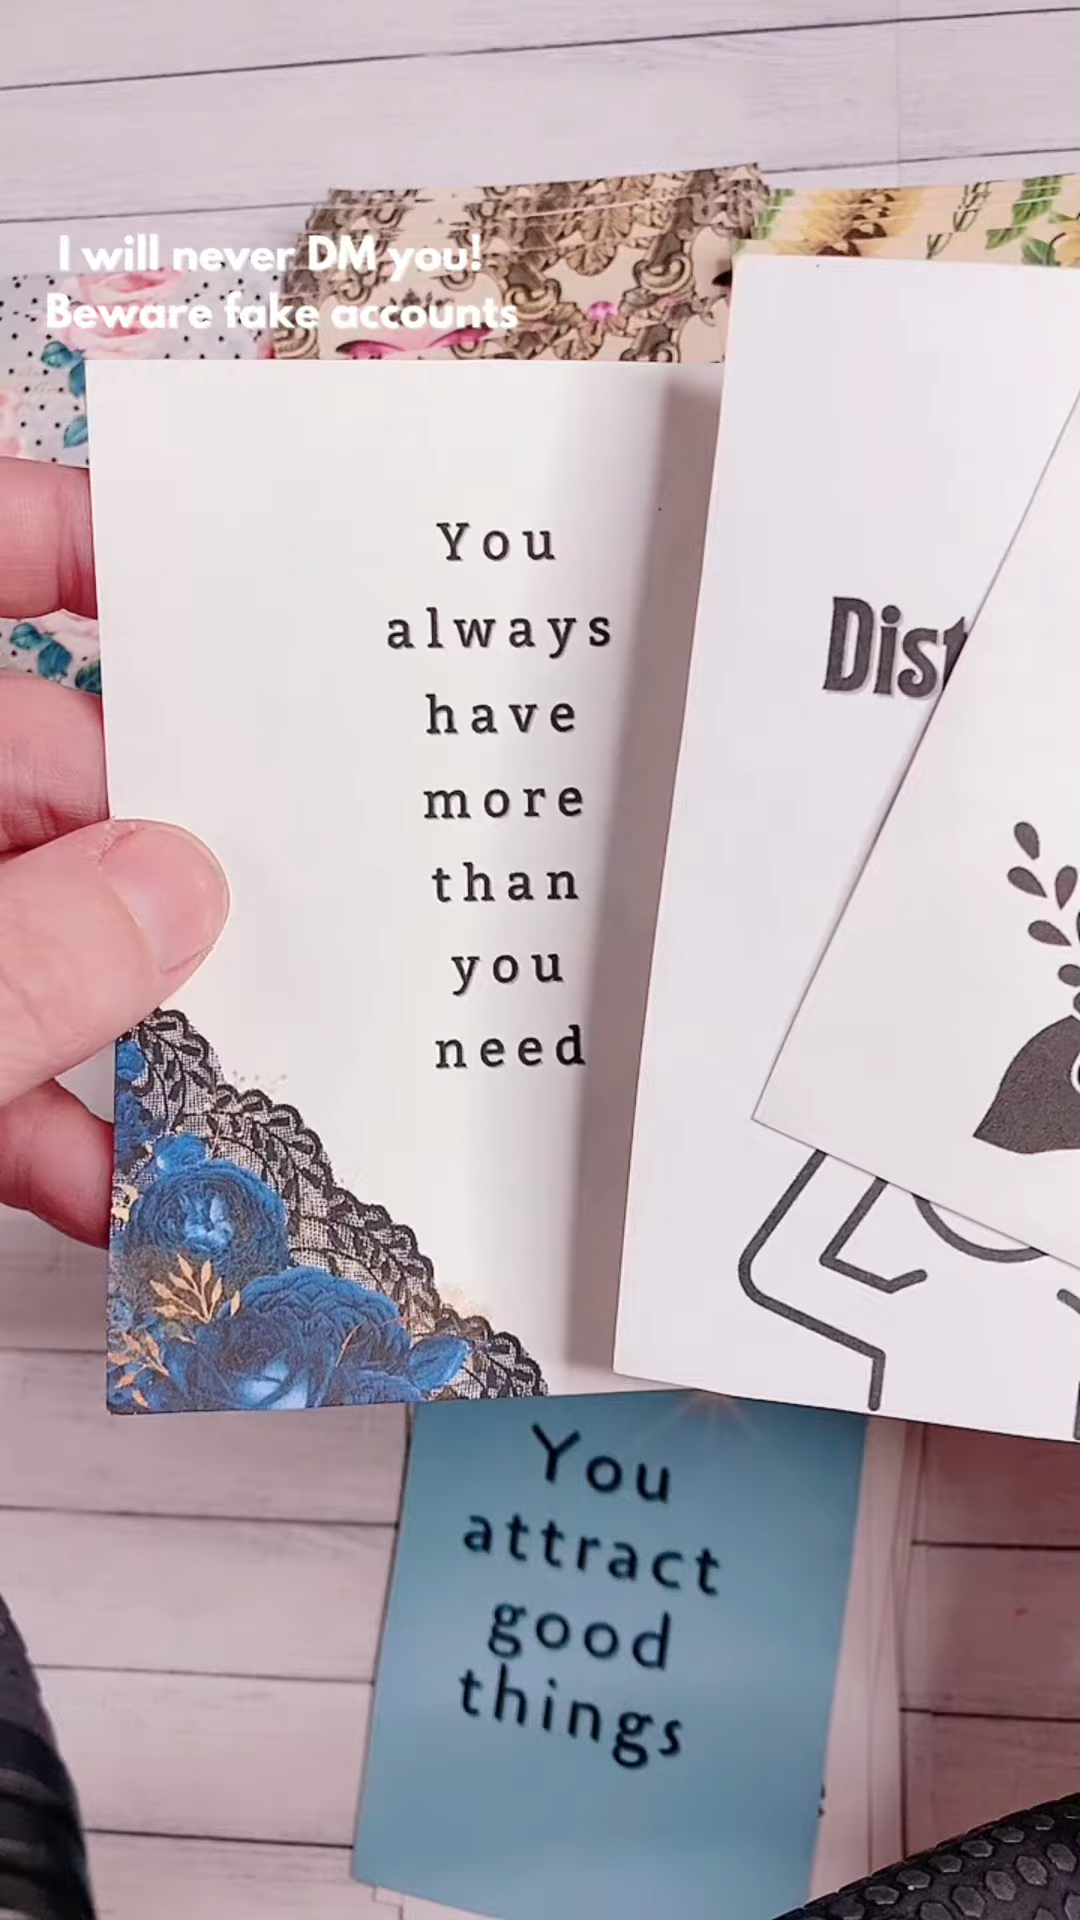 I will never DM you!
Beware fake accounts
You
always
have
more
than
you
need
You
attract
good
things